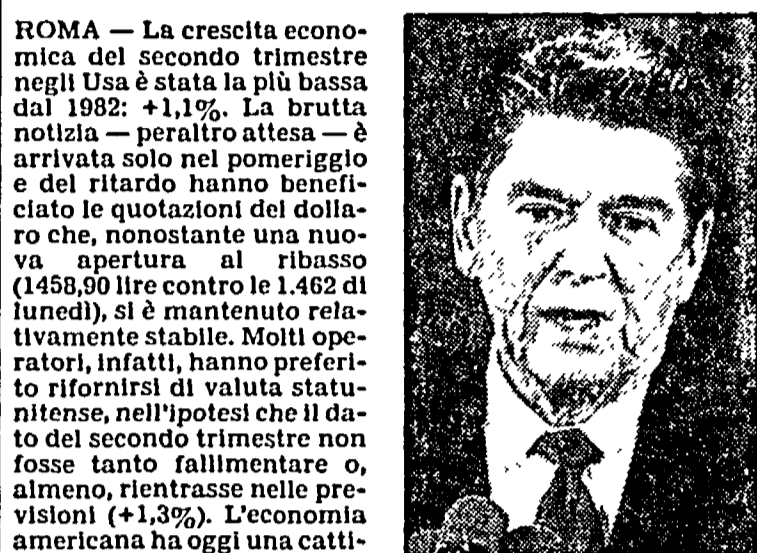 ROMA — La crescita econo-
mica del secondo trimestre
negli Usa è stata la più bassa
dal 1982: +1,1%. La brutta
notizia — peraltro attesa — è
arrivata solo nel pomeriggio
e del ritardo hanno benefi-
ciato le quotazioni del dolla-
ro che, nonostante una nuo-
va apertura al ribasso
(1458,90 lire contro le 1.462 di
lunedì), si è mantenuto rela-
tivamente stabile. Molti ope-
ratori, infatti, hanno preferi-
to rifornirsi di valuta statu-
nitense, nell'ipotesi che il da-
to del secondo trimestre non
fosse tanto fallimentare o,
almeno, rientrasse nelle pre-
visioni (+1,3%). L'economia
americana ha oggi una catti-